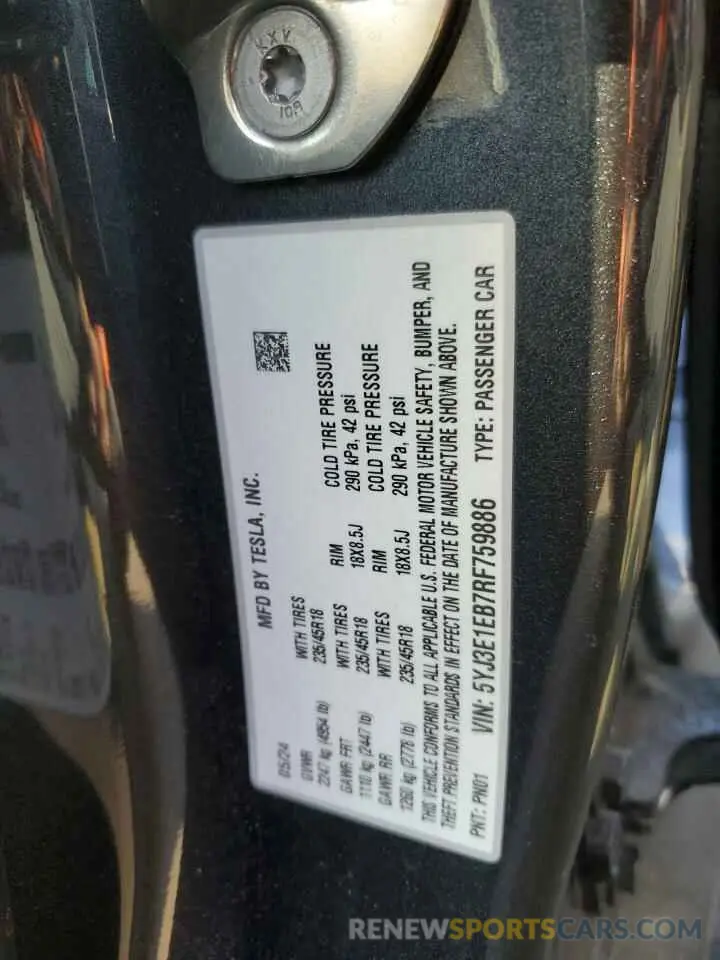 KXV
10R
MFD BY TESLA, INC.
05/24
GVWR WITH TIRES RIM COLD TIRE PRESSURE
2247 kg (4954 lb) 235/45R18 18X8.5J 290 kPa, 42 psi
GAWR FRT WITH TIRES RIM COLD TIRE PRESSURE
1110 kg (2447 lb) 235/45R18 18X8.5J 290 kPa, 42 psi
GAWR RR WITH TIRES
1260 kg (2778 lb) 235/45R18
THIS VEHICLE CONFORMS TO ALL APPLICABLE U.S. FEDERAL MOTOR VEHICLE SAFETY, BUMPER, AND
THEFT PREVENTION STANDARDS IN EFFECT ON THE DATE OF MANUFACTURE SHOWN ABOVE.
PNT: PN01 VIN: 5YJ3E1EB7RF759886 TYPE: PASSENGER CAR
RENEWSPORTSCARS.COM